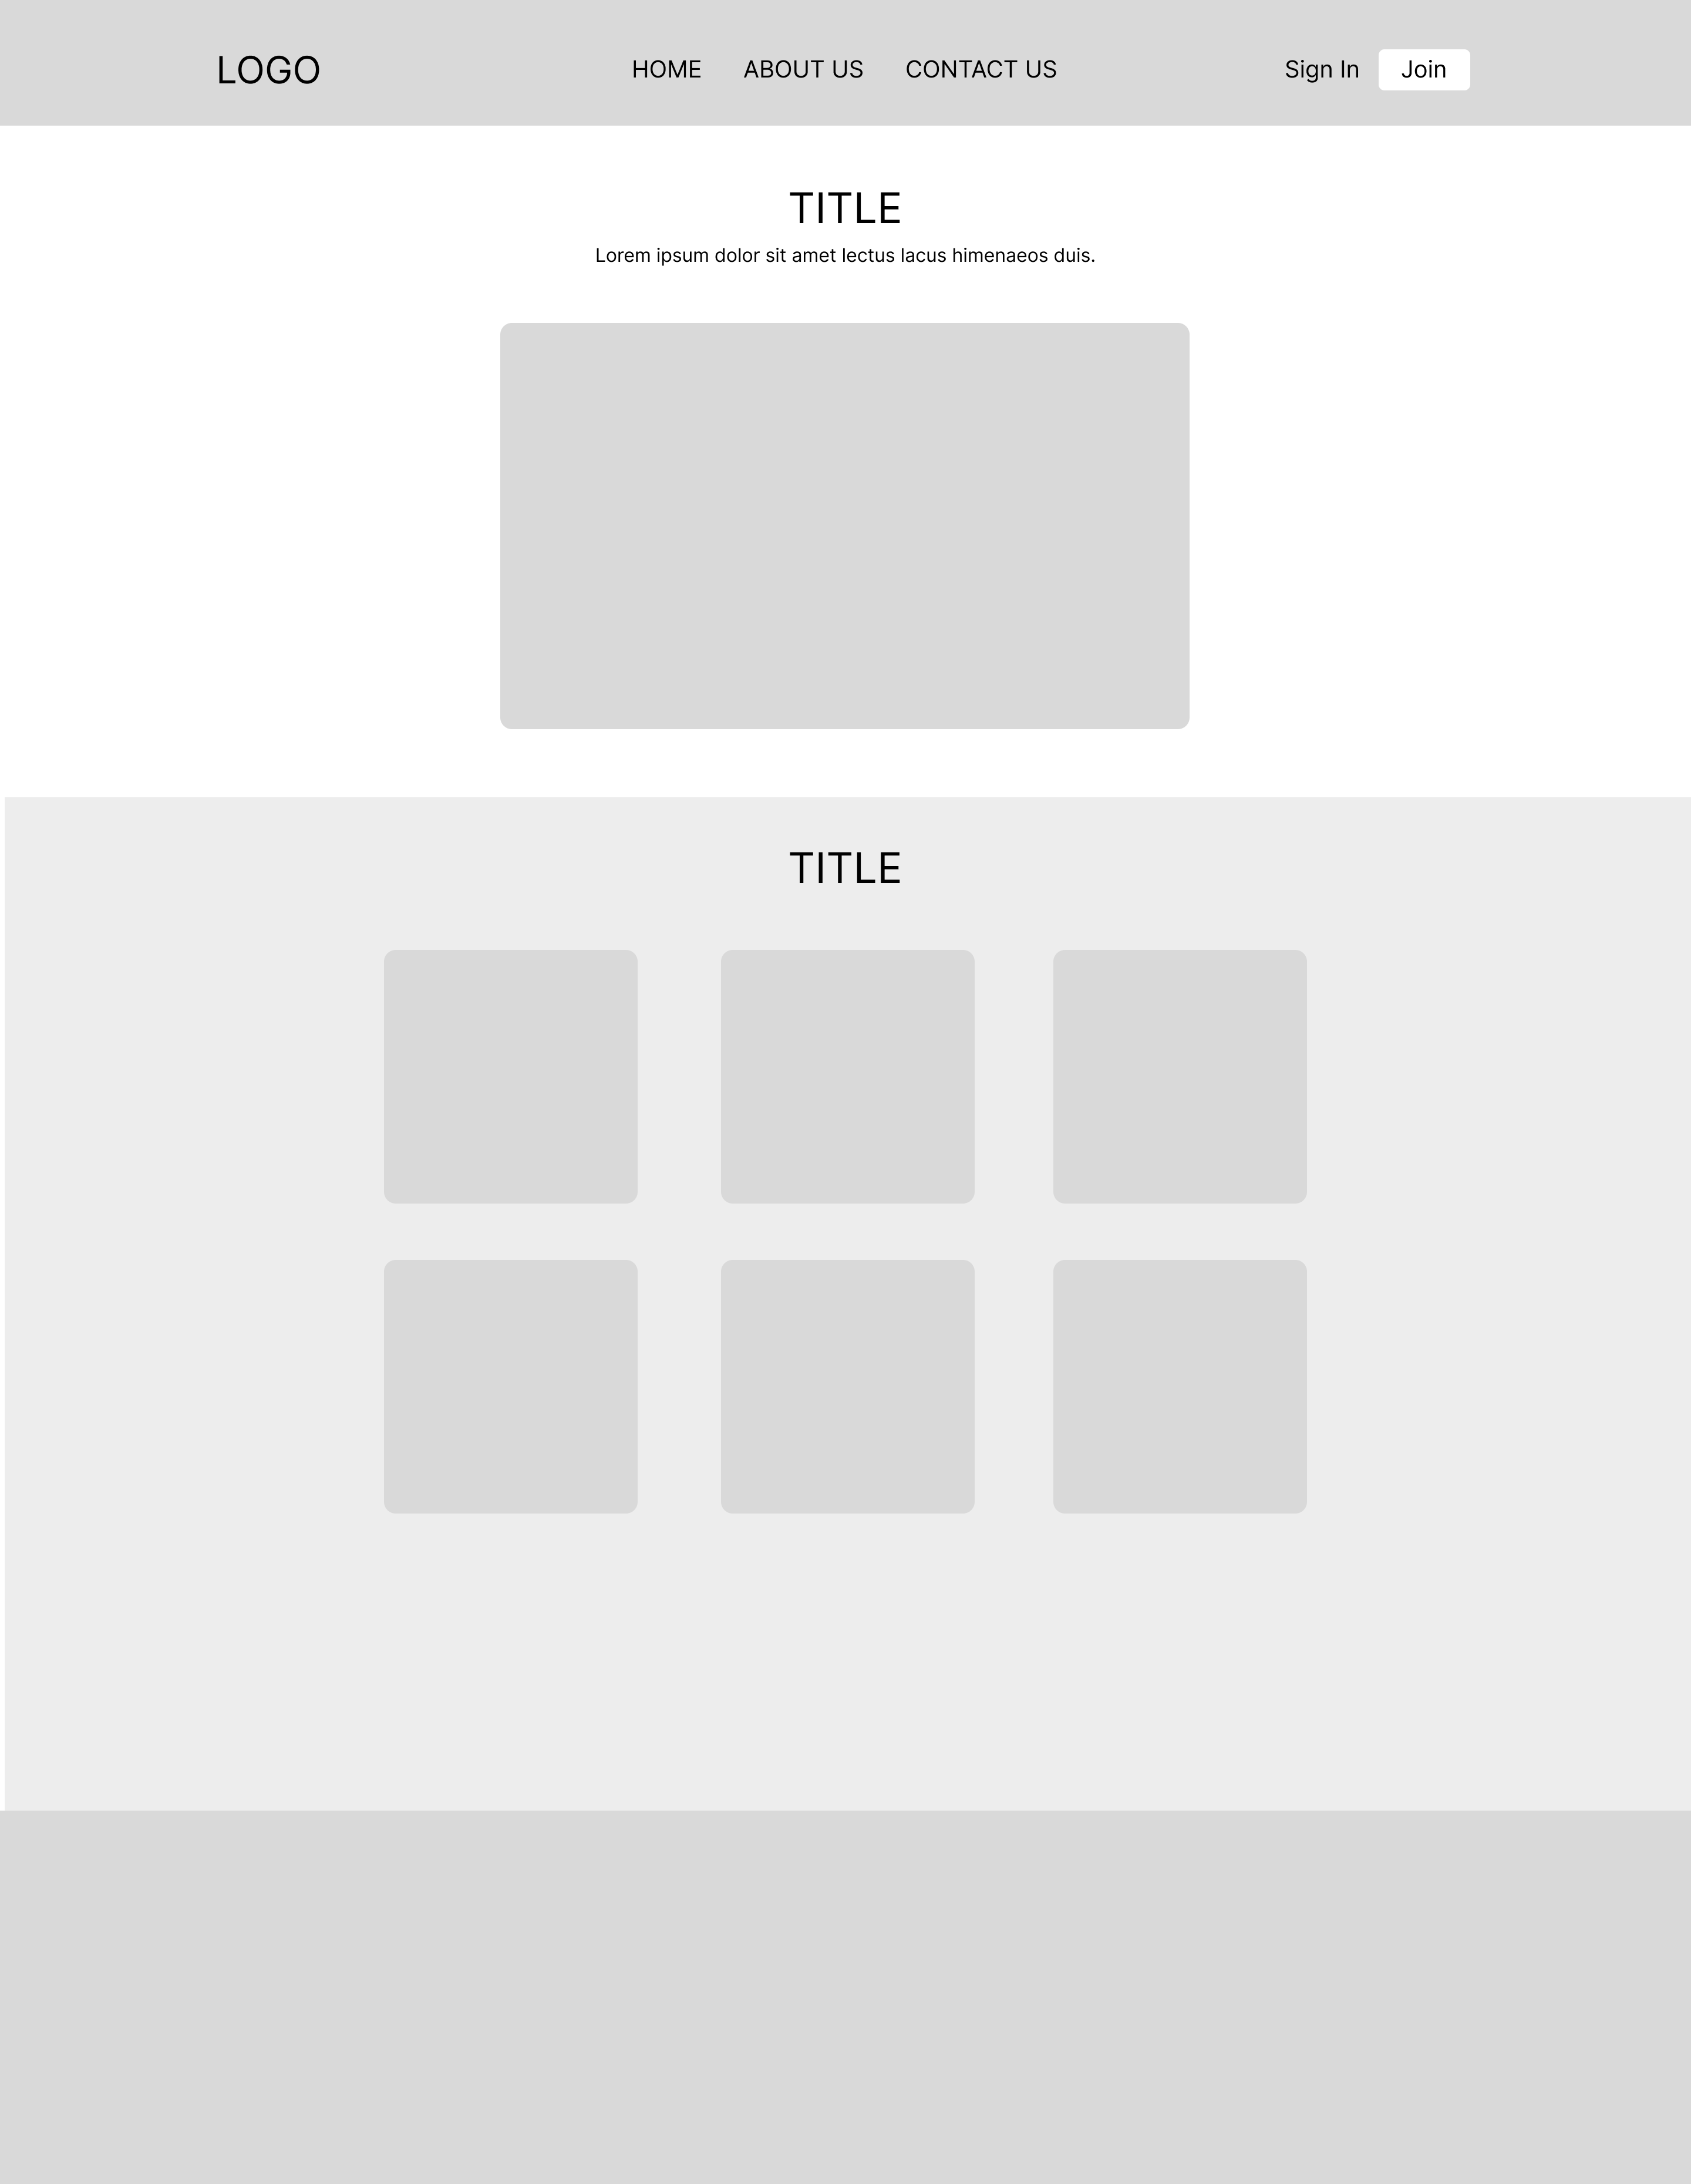 LOGO HOME ABOUT US CONTACT US Sign In Join
TITLE
Lorem ipsum dolor sit amet lectus lacus himenaeos duis.
TITLE